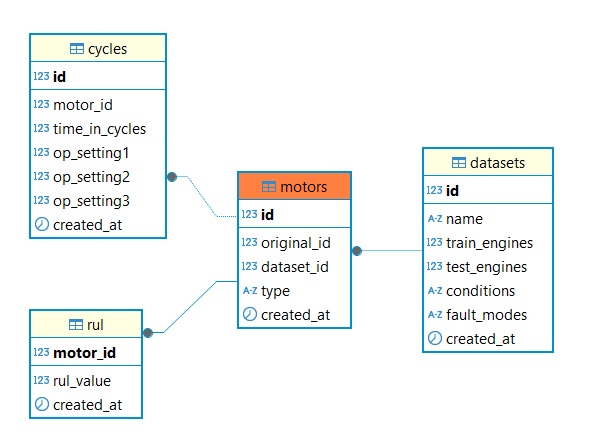 cycles
123 id
123 motor_id
123 time_in_cycles
123 op_setting1
123 op_setting2
123 op_setting3
created_at
motors
123 id
123 original_id
123 dataset_id
A-Z type
created_at
datasets
123 id
A-Z name
123 train_engines
123 test_engines
A-Z conditions
A-Z fault_modes
created_at
rul
123 motor_id
123 rul_value
created_at